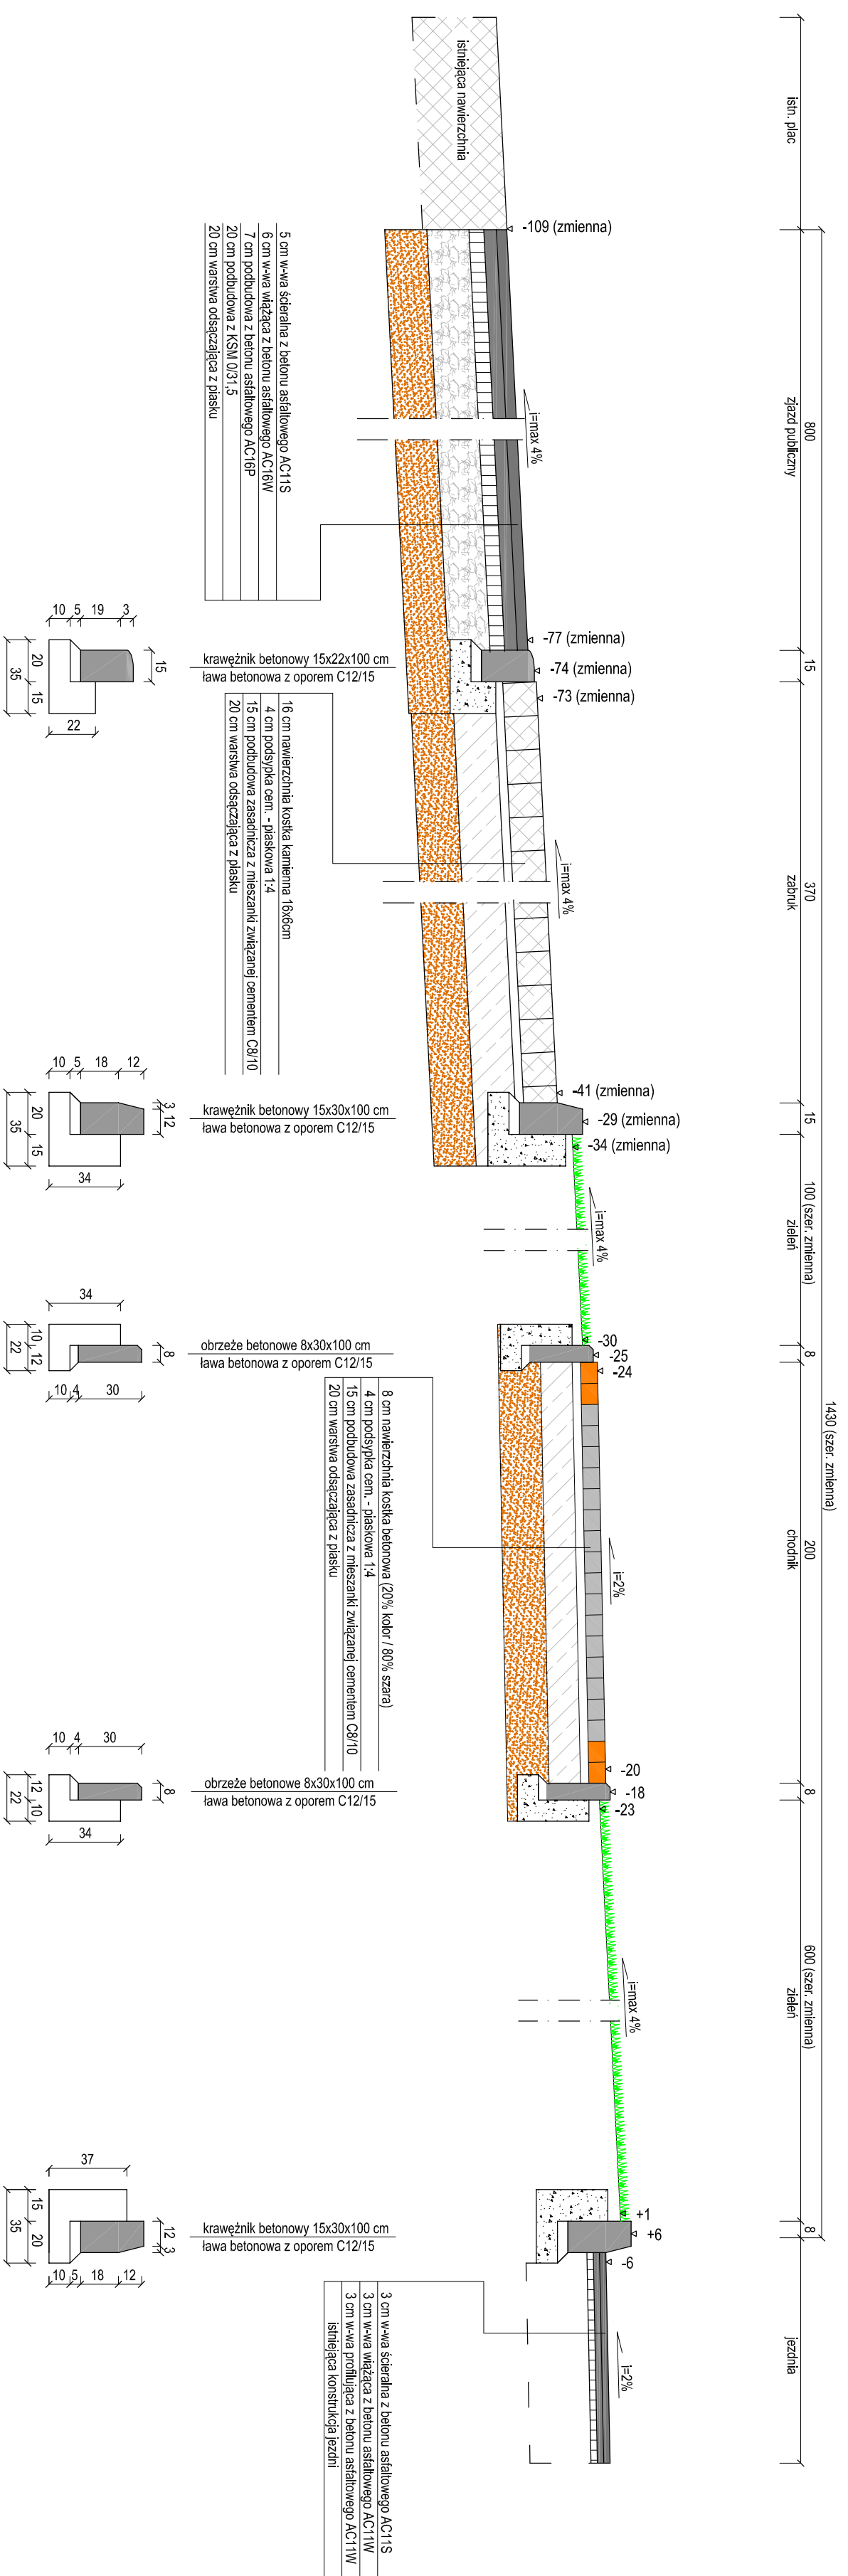 istn. plac
800
zjazd publiczny
15
370
zabruk
15
100 (szer. zmienna)
zieleń
8
1430 (szer. zmienna)
200
chodnik
8
600 (szer. zmienna)
zieleń
8
jezdnia
istniejąca nawierzchnia
-109 (zmienna)
i=max 4%
-77 (zmienna)
-74 (zmienna)
-73 (zmienna)
i=max 4%
-41 (zmienna)
-29 (zmienna)
-34 (zmienna)
i=max 4%
-30
-25
-24
i=2%
-20
-18
-23
i=max 4%
+1
+6
-6
i=2%
5 cm w-wa ścieralna z betonu asfaltowego AC11S
6 cm w-wa wiążąca z betonu asfaltowego AC16W
7 cm podbudowa z betonu asfaltowego AC16P
20 cm podbudowa z KSM 0/31,5
20 cm warstwa odsączająca z piasku
krawężnik betonowy 15x22x100 cm
ława betonowa z oporem C12/15
10 5 19 3
15
20 15
35
22
16 cm nawierzchnia kostka kamienna 16x6cm
4 cm podsypka cem. - piaskowa 1:4
15 cm podbudowa zasadnicza z mieszanki związanej cementem C8/10
20 cm warstwa odsączająca z piasku
krawężnik betonowy 15x30x100 cm
ława betonowa z oporem C12/15
10 5 18 12
3 12
20 15
35
34
obrzeże betonowe 8x30x100 cm
ława betonowa z oporem C12/15
34
10 12
22
8
10 4 30
8 cm nawierzchnia kostka betonowa (20% kolor / 80% szara)
4 cm podsypka cem. - piaskowa 1:4
15 cm podbudowa zasadnicza z mieszanki związanej cementem C8/10
20 cm warstwa odsączająca z piasku
obrzeże betonowe 8x30x100 cm
ława betonowa z oporem C12/15
10 4 30
8
12 10
22
34
krawężnik betonowy 15x30x100 cm
ława betonowa z oporem C12/15
37
15 20
35
12 3
10 5 18 12
3 cm w-wa ścieralna z betonu asfaltowego AC11S
3 cm w-wa wiążąca z betonu asfaltowego AC11W
3 cm w-wa profilująca z betonu asfaltowego AC11W
istniejąca konstrukcja jezdni